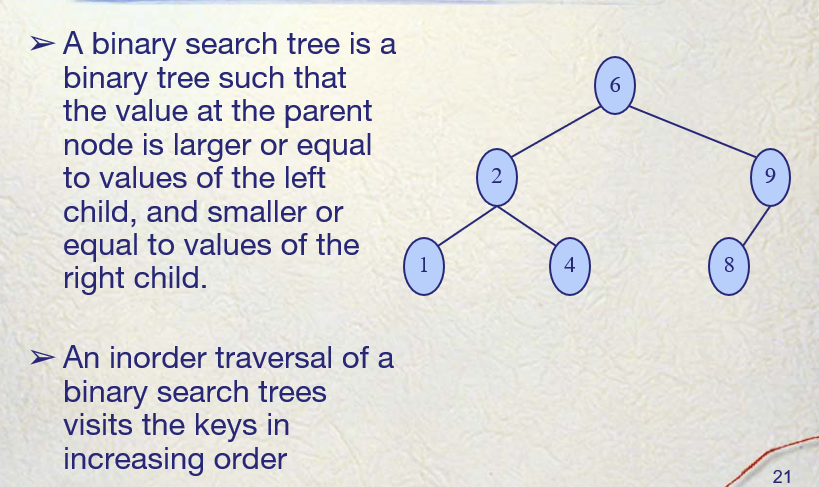 ➢ A binary search tree is a
binary tree such that
the value at the parent
node is larger or equal
to values of the left
child, and smaller or
equal to values of the
right child.
➢ An inorder traversal of a
binary search trees
visits the keys in
increasing order
6
2
9
1
4
8
21